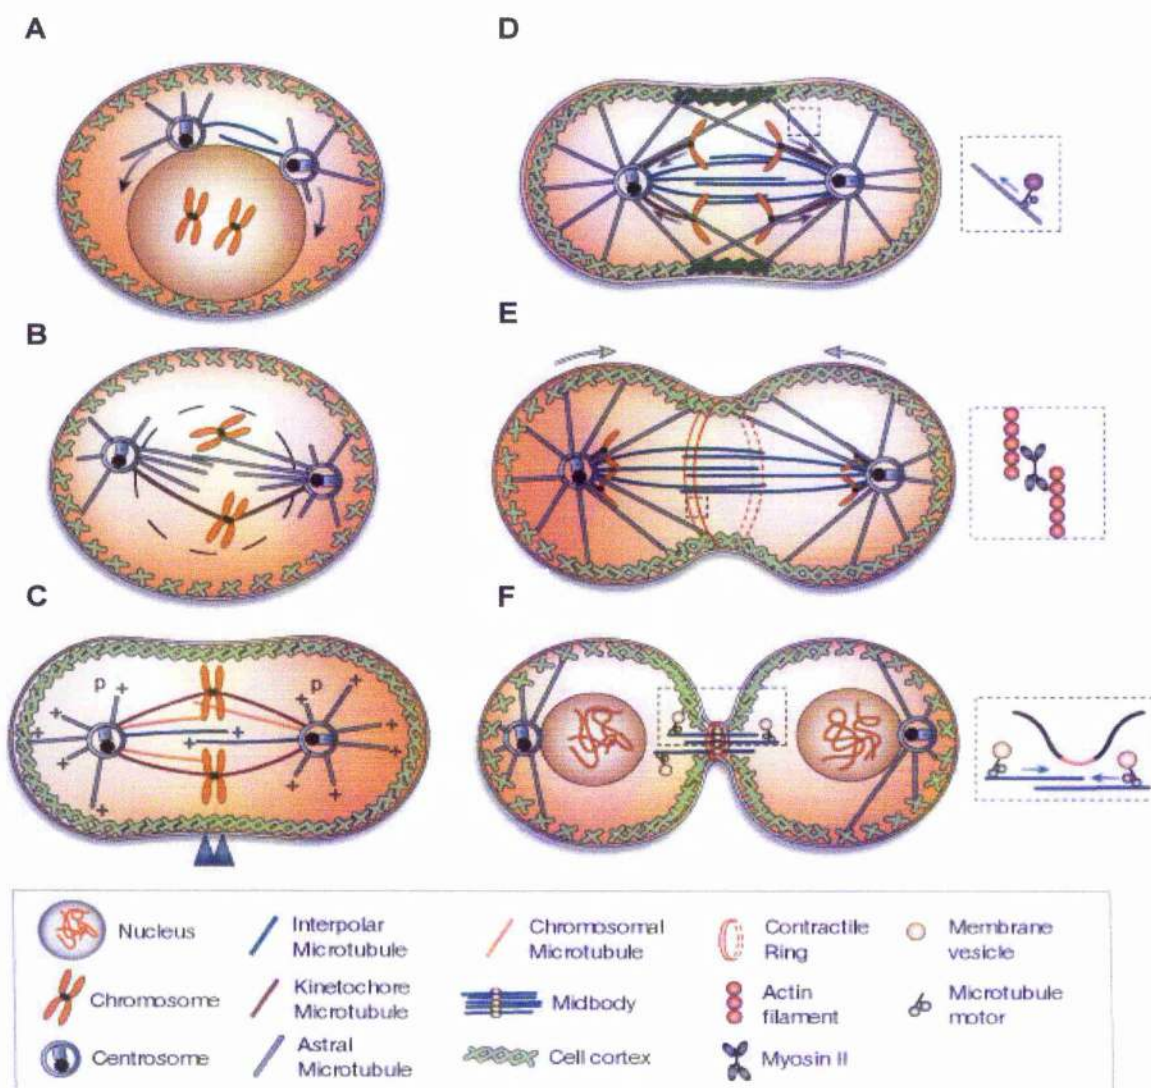 A
D
B
E
C
F
p
p
+
+
+
+
+
+
+
+
+
+
Nucleus
Interpolar
Microtubule
Chromosomal
Microtubule
Contractile
Ring
Membrane
vesicle
Chromosome
Kinetochore
Microtubule
Midbody
Actin
filament
Microtubule
motor
Centrosome
Astral
Microtubule
Cell cortex
Myosin II